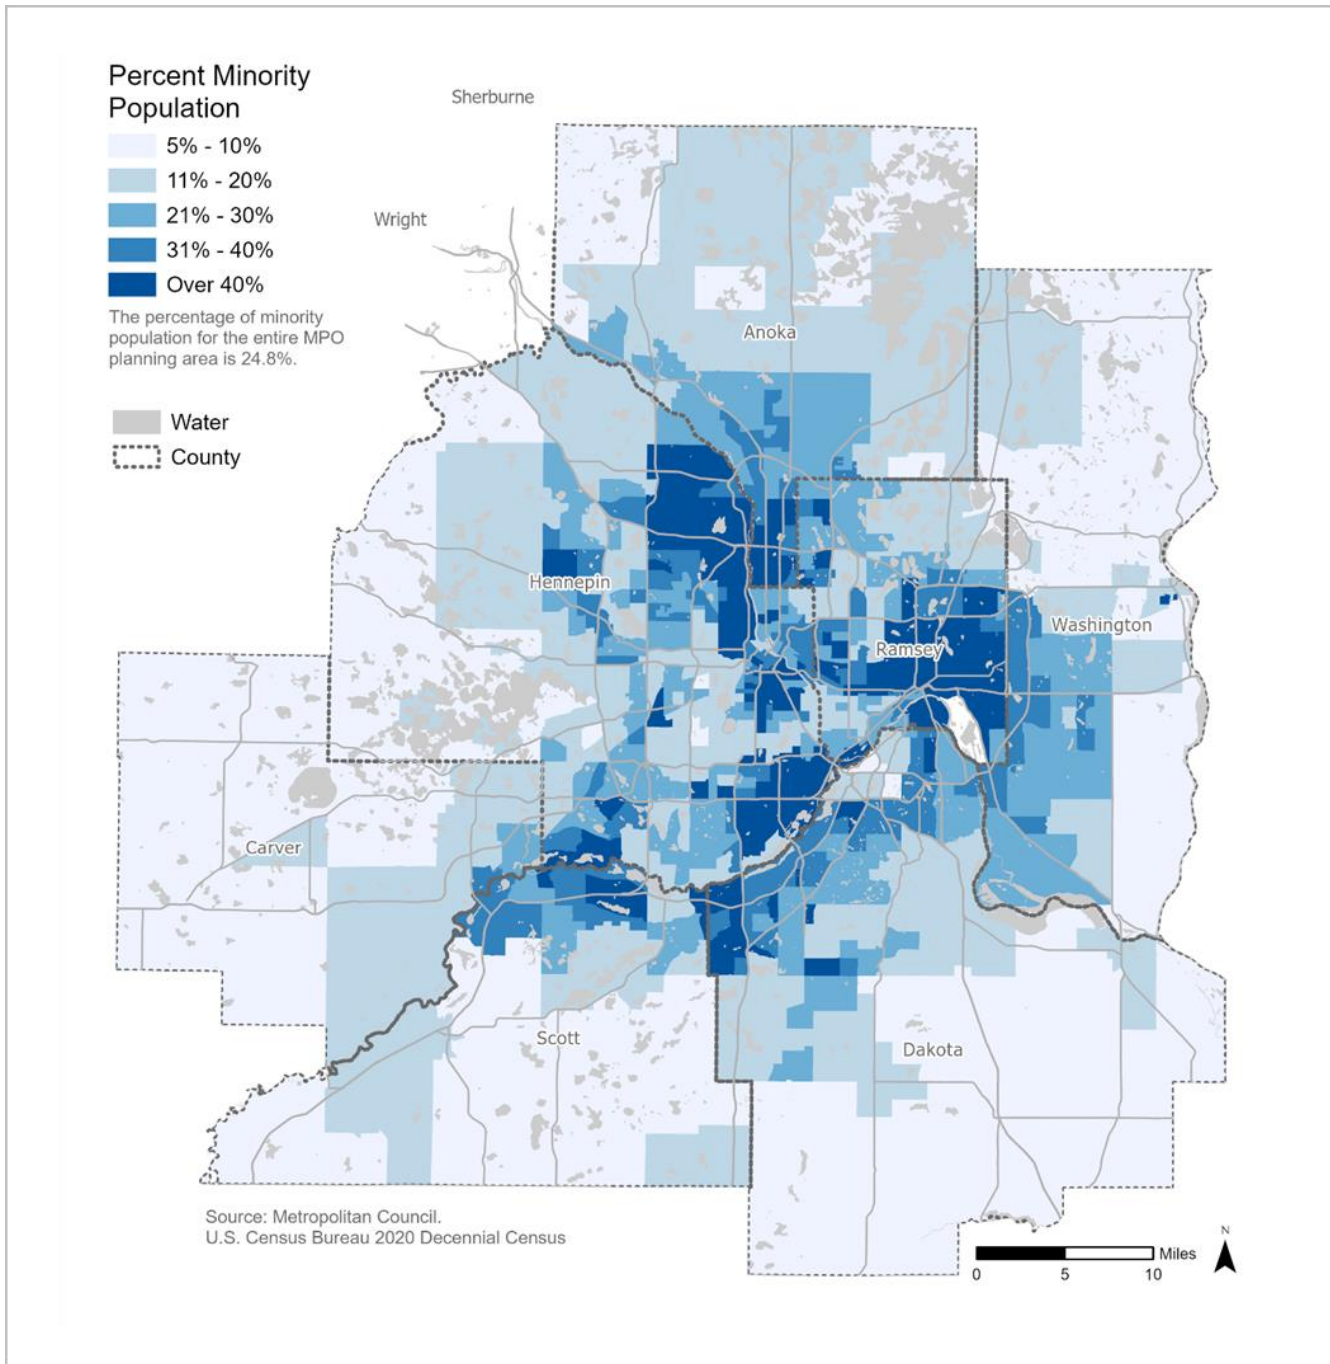 Percent Minority
Population
5% - 10%
11% - 20%
21% - 30%
31% - 40%
Over 40%
The percentage of minority
population for the entire MPO
planning area is 24.8%.
Water
County
Sherburne
Wright
Anoka
Hennepin
Washington
Ramsey
Carver
Scott
Dakota
Source: Metropolitan Council.
U.S. Census Bureau 2020 Decennial Census
N
Miles
0 5 10